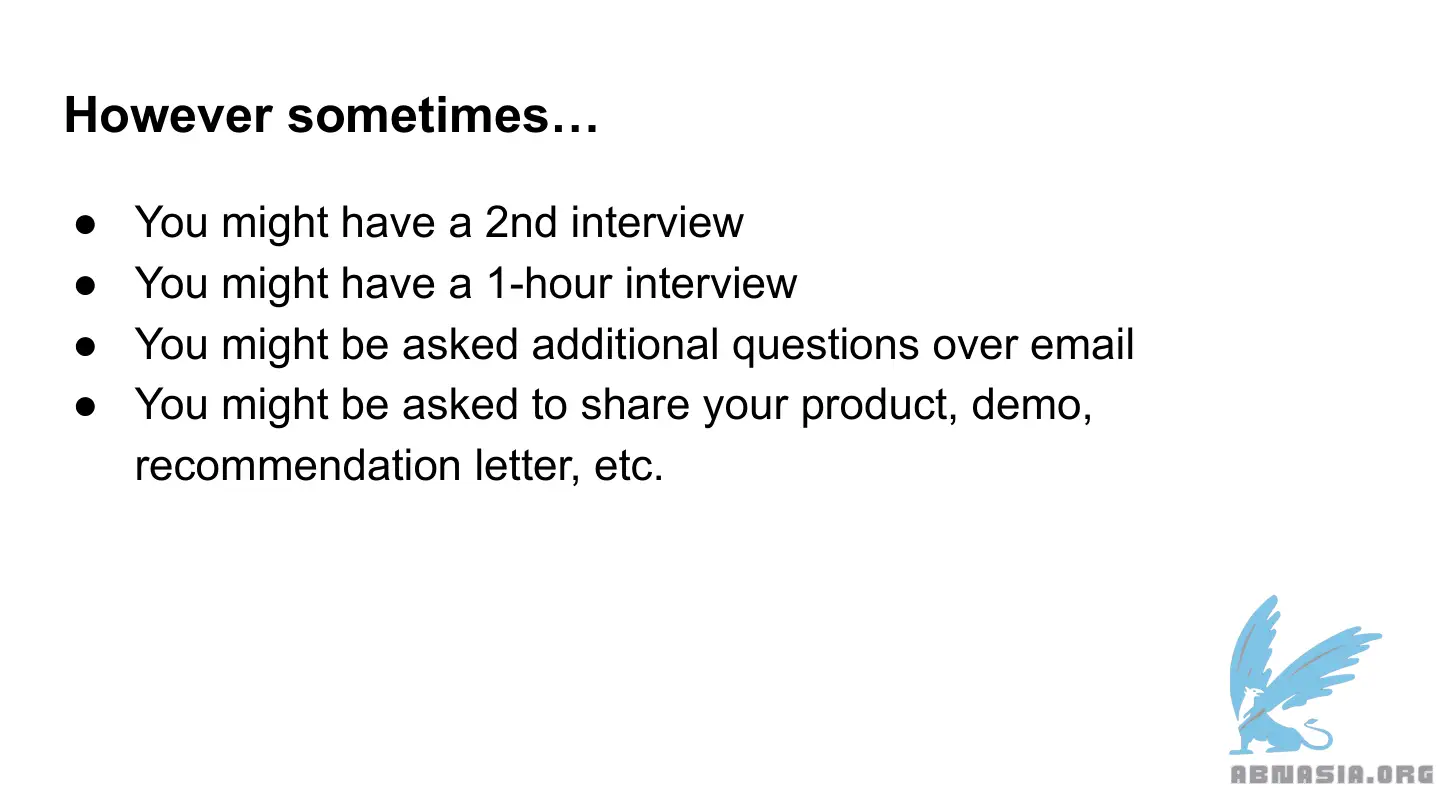 However sometimes…
● You might have a 2nd interview
● You might have a 1-hour interview
● You might be asked additional questions over email
● You might be asked to share your product, demo,
recommendation letter, etc.
ABNASIA.ORG